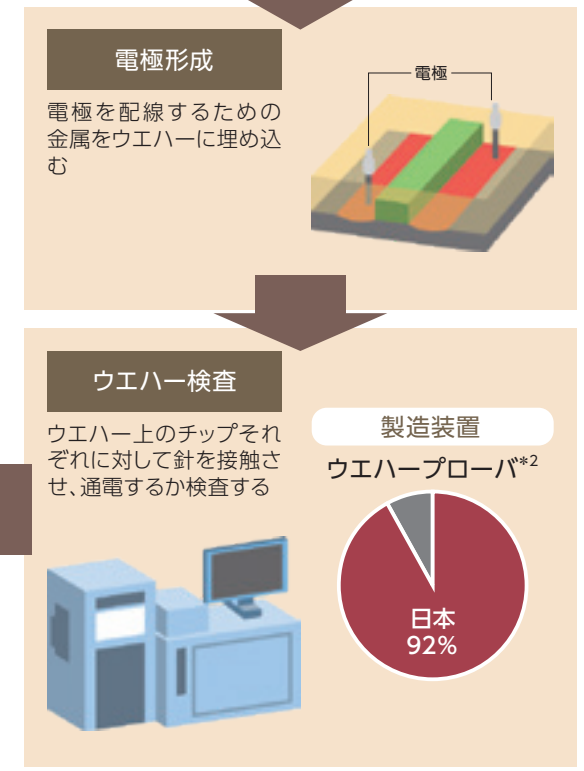 電極形成
電極を配線するための
金属をウエハーに埋め込
む
電極
ウエハー検査
ウエハー上のチップそれ
ぞれに対して針を接触さ
せ、通電するか検査する
製造装置
ウエハープローバ*2
日本
92%